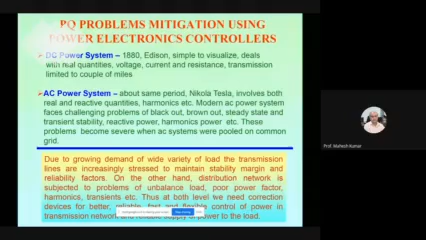 PQ PROBLEMS MITIGATION USING
POWER ELECTRONICS CONTROLLERS
➢ DC Power System – 1880, Edison, simple to visualize, deals
with real quantities, voltage, current and resistance, transmission
limited to couple of miles
➢ AC Power System – about same period, Nikola Tesla, involves both
real and reactive quantities, harmonics etc. Modern ac power system
faces challenging problems of black out, brown out, steady state and
transient stability, reactive power, harmonics power etc. These
problems become severe when ac systems were pooled on common
grid.
Due to growing demand of wide variety of load the transmission
lines are increasingly stressed to maintain stability margin and
reliability factors. On the other hand, distribution network is
subjected to problems of unbalance load, poor power factor,
harmonics, transients etc. Thus at both level we need correction
devices for better, reliable, fast and flexible control of power in
transmission network and reliable supply of power to the load.
Prof. Mahesh Kumar